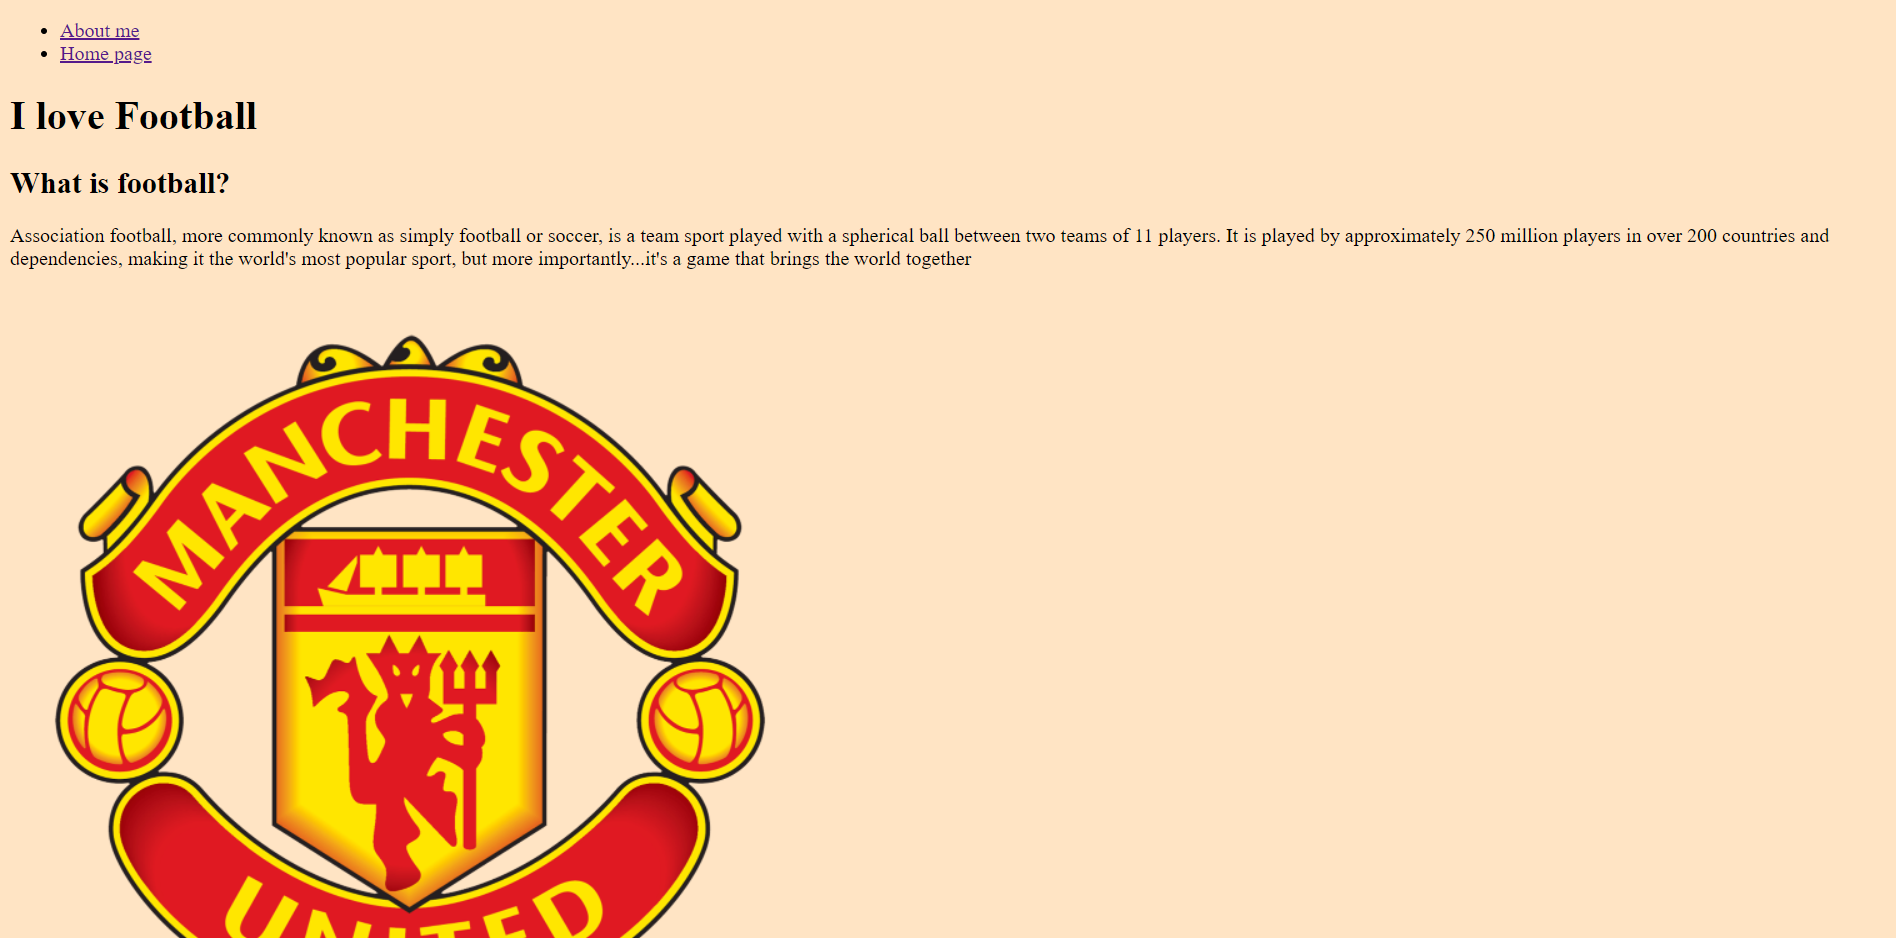 About me
Home page
I love Football
What is football?
Association football, more commonly known as simply football or soccer, is a team sport played with a spherical ball between two teams of 11 players. It is played by approximately 250 million players in over 200 countries and
dependencies, making it the world's most popular sport, but more importantly...it's a game that brings the world together
MANCHESTER
UNITED